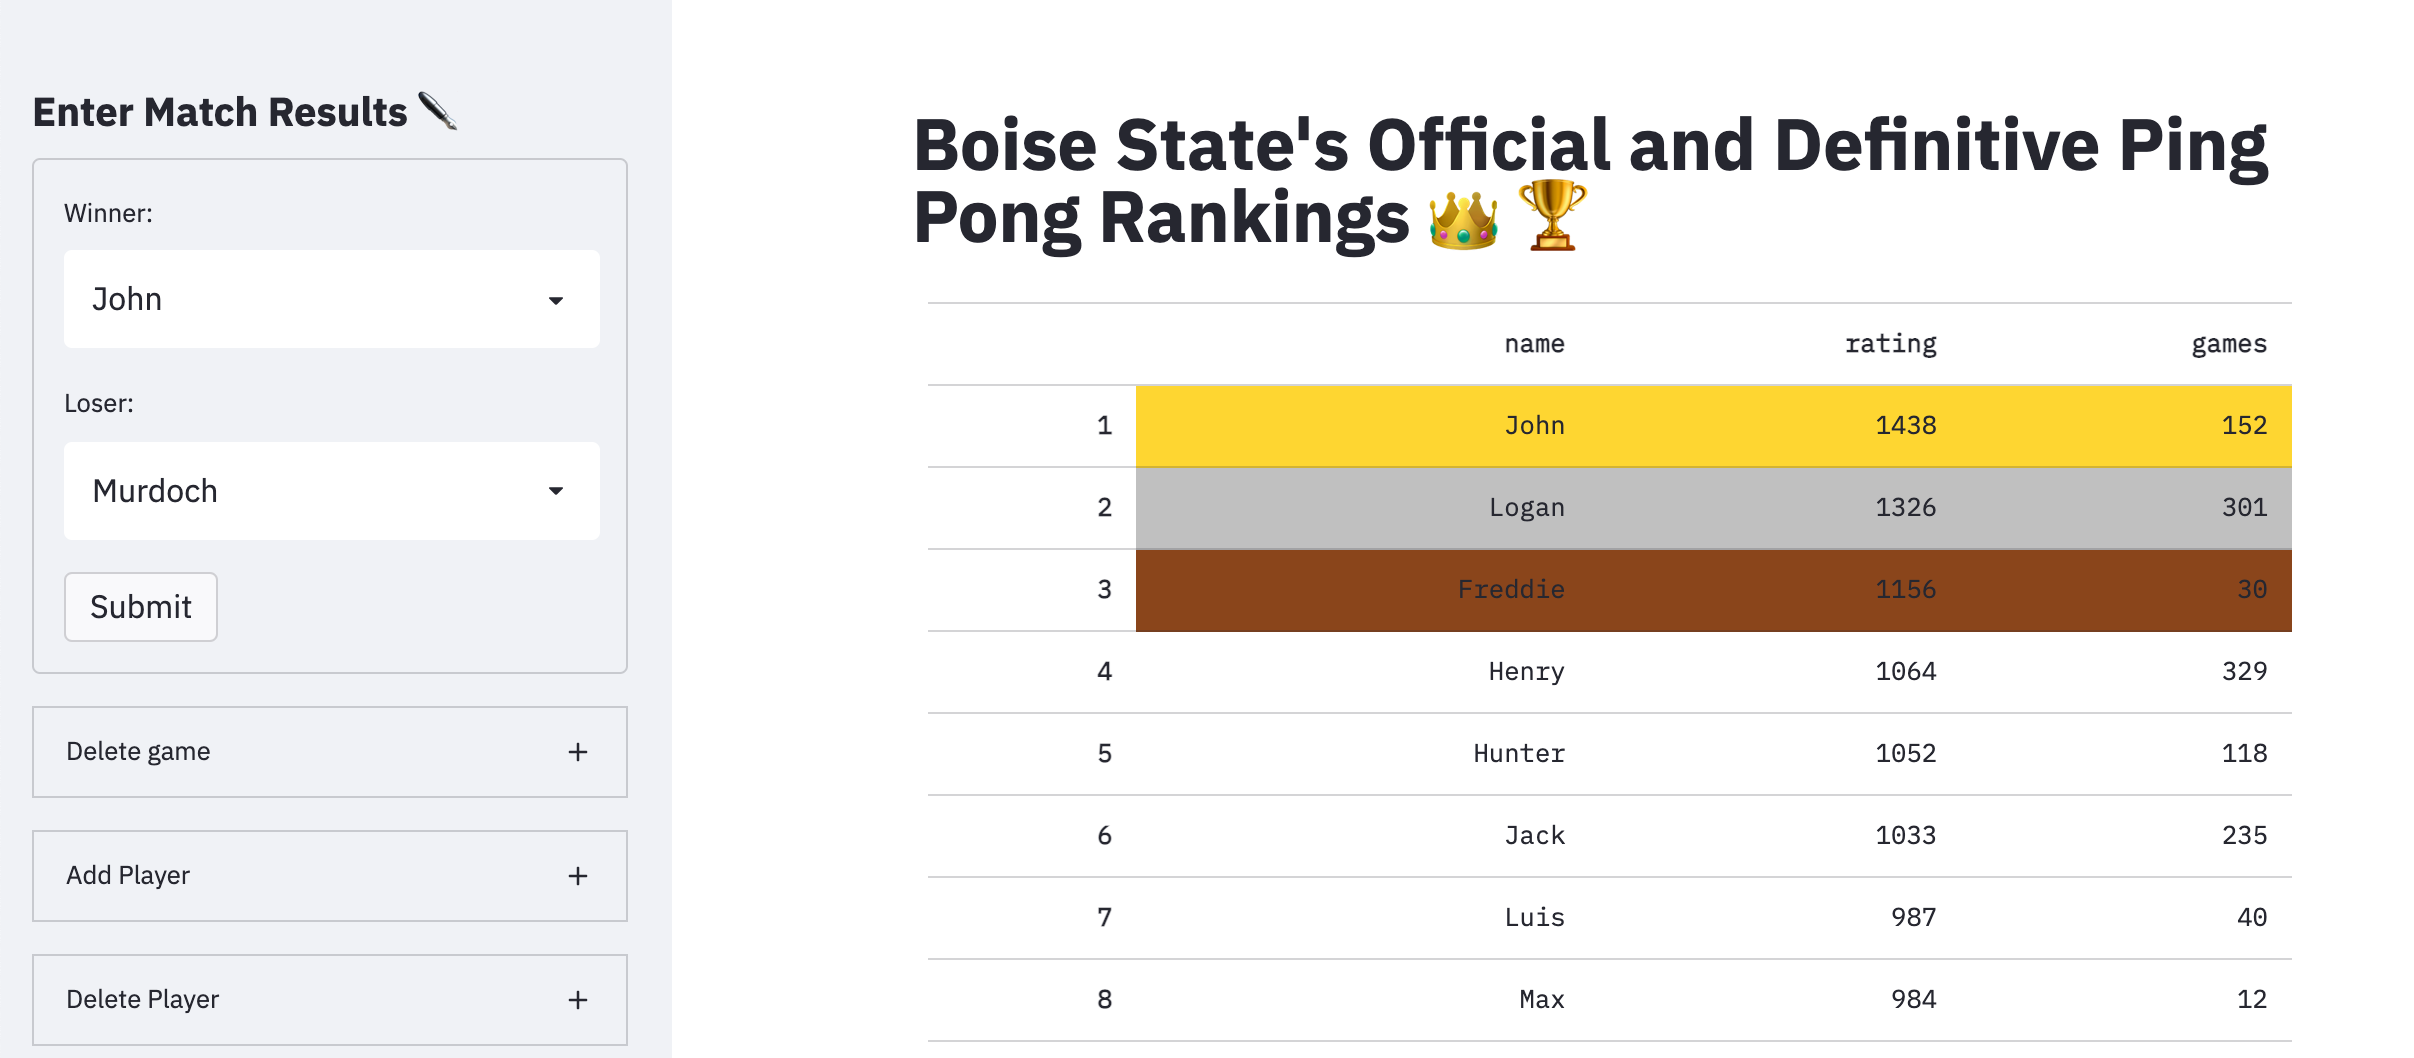 Enter Match Results
Winner:
John
Loser:
Murdoch
Submit
Delete game
Add Player
Delete Player
Boise State's Official and Definitive Ping
Pong Rankings
name rating games
1 John 1438 152
2 Logan 1326 301
3 Freddie 1156 30
4 Henry 1064 329
5 Hunter 1052 118
6 Jack 1033 235
7 Luis 987 40
8 Max 984 12